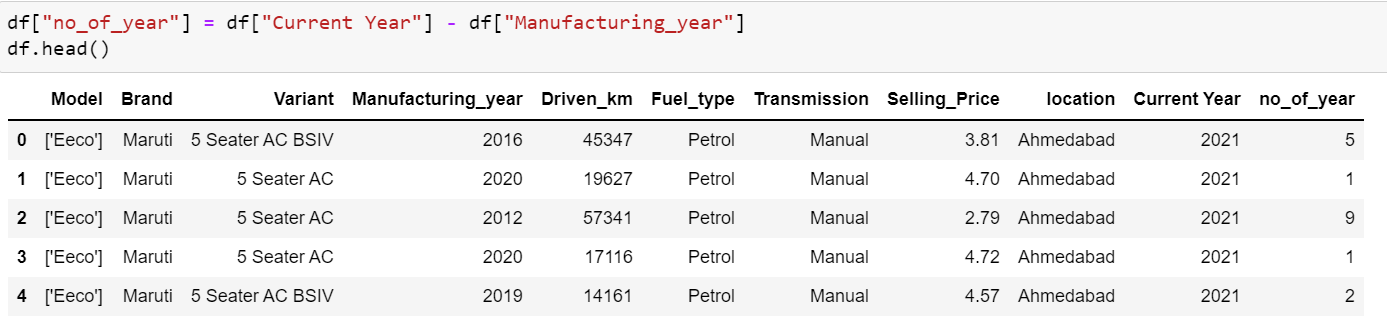 df["no_of_year"] = df["Current Year"] - df["Manufacturing_year"]
df.head()
Model Brand Variant Manufacturing_year Driven_km Fuel_type Transmission Selling_Price location Current Year no_of_year
0 ['Eeco'] Maruti 5 Seater AC BSIV 2016 45347 Petrol Manual 3.81 Ahmedabad 2021 5
1 ['Eeco'] Maruti 5 Seater AC 2020 19627 Petrol Manual 4.70 Ahmedabad 2021 1
2 ['Eeco'] Maruti 5 Seater AC 2012 57341 Petrol Manual 2.79 Ahmedabad 2021 9
3 ['Eeco'] Maruti 5 Seater AC 2020 17116 Petrol Manual 4.72 Ahmedabad 2021 1
4 ['Eeco'] Maruti 5 Seater AC BSIV 2019 14161 Petrol Manual 4.57 Ahmedabad 2021 2